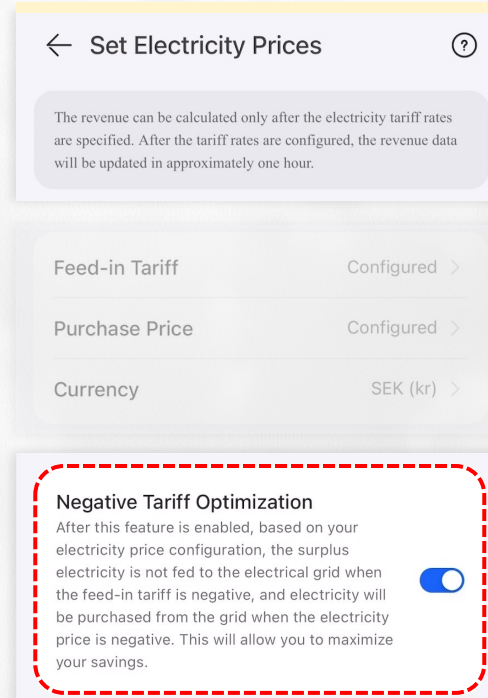 Set Electricity Prices
The revenue can be calculated only after the electricity tariff rates
are specified. After the tariff rates are configured, the revenue data
will be updated in approximately one hour.
Feed-in Tariff Configured
Purchase Price Configured
Currency SEK (kr)
Negative Tariff Optimization
After this feature is enabled, based on your
electricity price configuration, the surplus
electricity is not fed to the electrical grid when
the feed-in tariff is negative, and electricity will
be purchased from the grid when the electricity
price is negative. This will allow you to maximize
your savings.